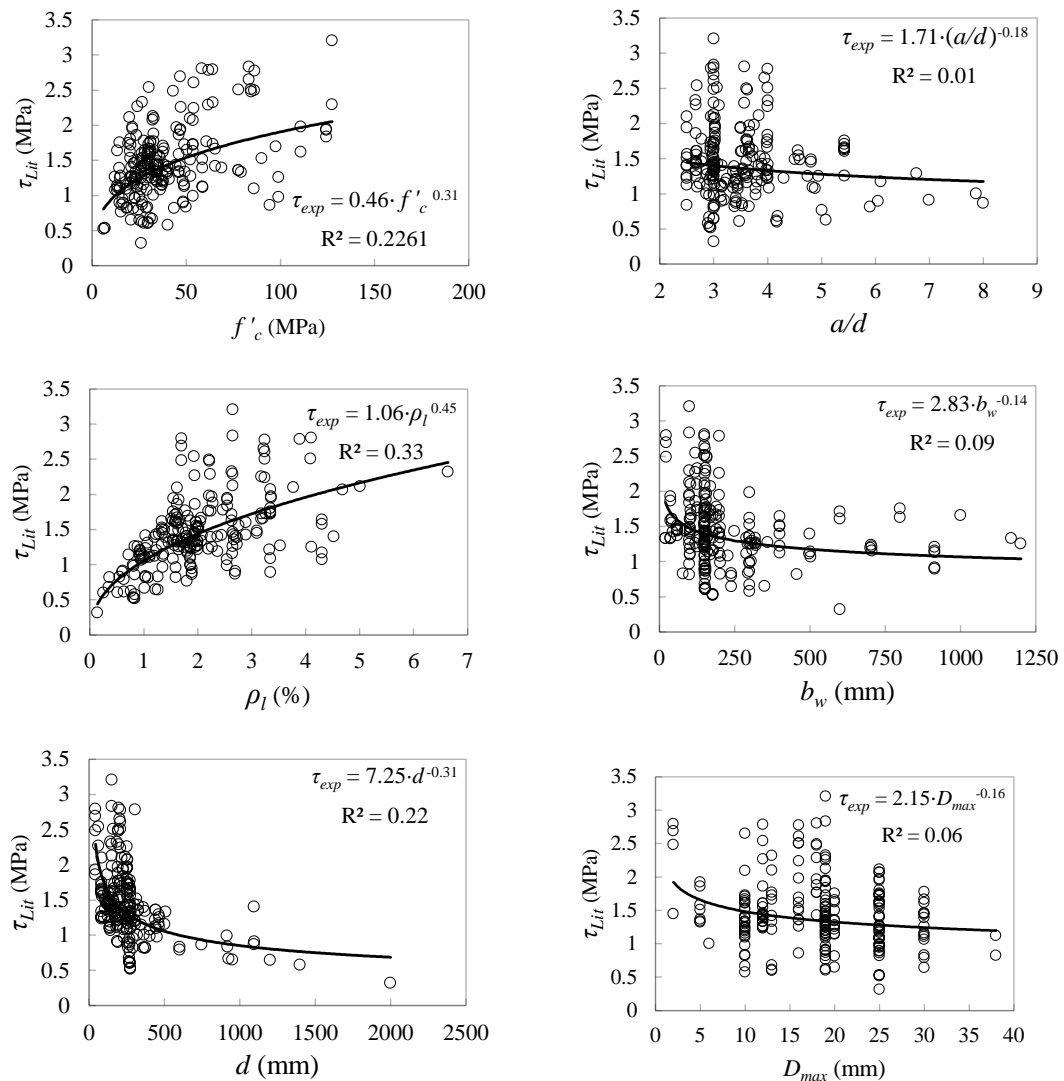 3.5
3
2.5
2
1.5
1
0.5
0
τLit (MPa)
τexp = 0.46·f'c^0.31
R² = 0.2261
0 50 100 150 200
f'c (MPa)
3.5
3
2.5
2
1.5
1
0.5
0
τLit (MPa)
τexp = 1.71·(a/d)^-0.18
R² = 0.01
2 3 4 5 6 7 8 9
a/d
3.5
3
2.5
2
1.5
1
0.5
0
τLit (MPa)
τexp = 1.06·ρl^0.45
R² = 0.33
0 1 2 3 4 5 6 7
ρl (%)
3.5
3
2.5
2
1.5
1
0.5
0
τLit (MPa)
τexp = 2.83·bw^-0.14
R² = 0.09
0 250 500 750 1000 1250
bw (mm)
3.5
3
2.5
2
1.5
1
0.5
0
τLit (MPa)
τexp = 7.25·d^-0.31
R² = 0.22
0 500 1000 1500 2000 2500
d (mm)
3.5
3
2.5
2
1.5
1
0.5
0
τLit (MPa)
τexp = 2.15·Dmax^-0.16
R² = 0.06
0 5 10 15 20 25 30 35 40
Dmax (mm)